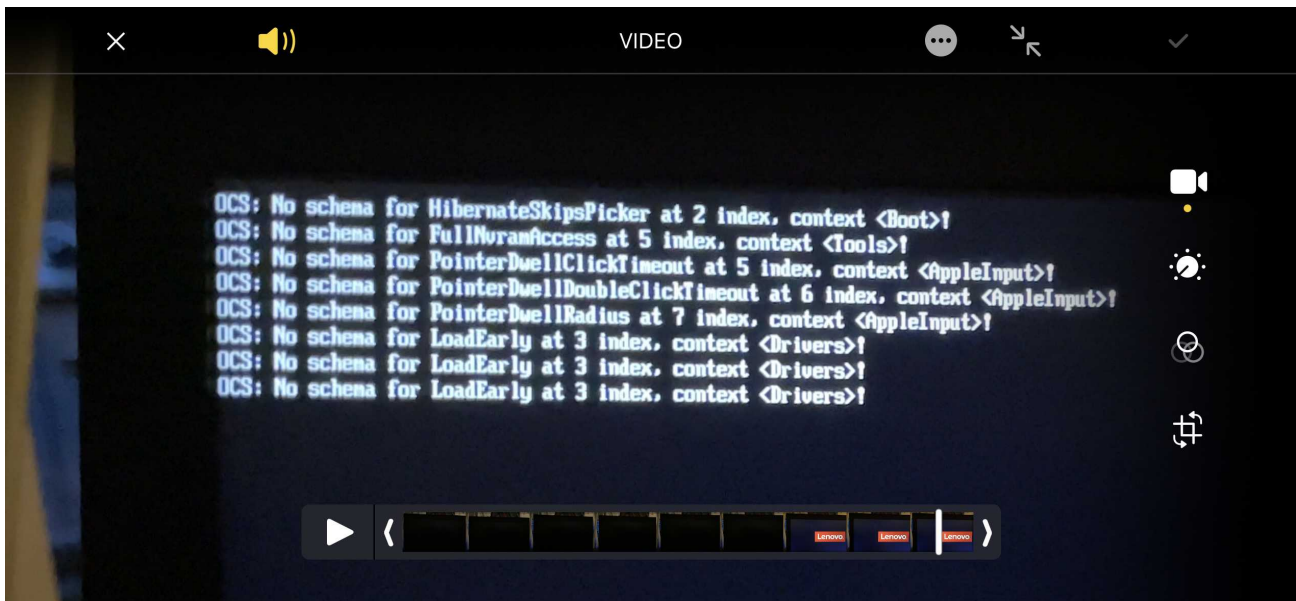 VIDEO
OCS: No schema for HibernateSkipsPicker at 2 index, context <Boot>!
OCS: No schema for FullNvramAccess at 5 index, context <Tools>!
OCS: No schema for PointerDwellClickTimeout at 5 index, context <AppleInput>!
OCS: No schema for PointerDwellDoubleClickTimeout at 6 index, context <AppleInput>!
OCS: No schema for PointerDwellRadius at 7 index, context <AppleInput>!
OCS: No schema for LoadEarly at 3 index, context <Drivers>!
OCS: No schema for LoadEarly at 3 index, context <Drivers>!
OCS: No schema for LoadEarly at 3 index, context <Drivers>!
Lenovo Lenovo Lenovo